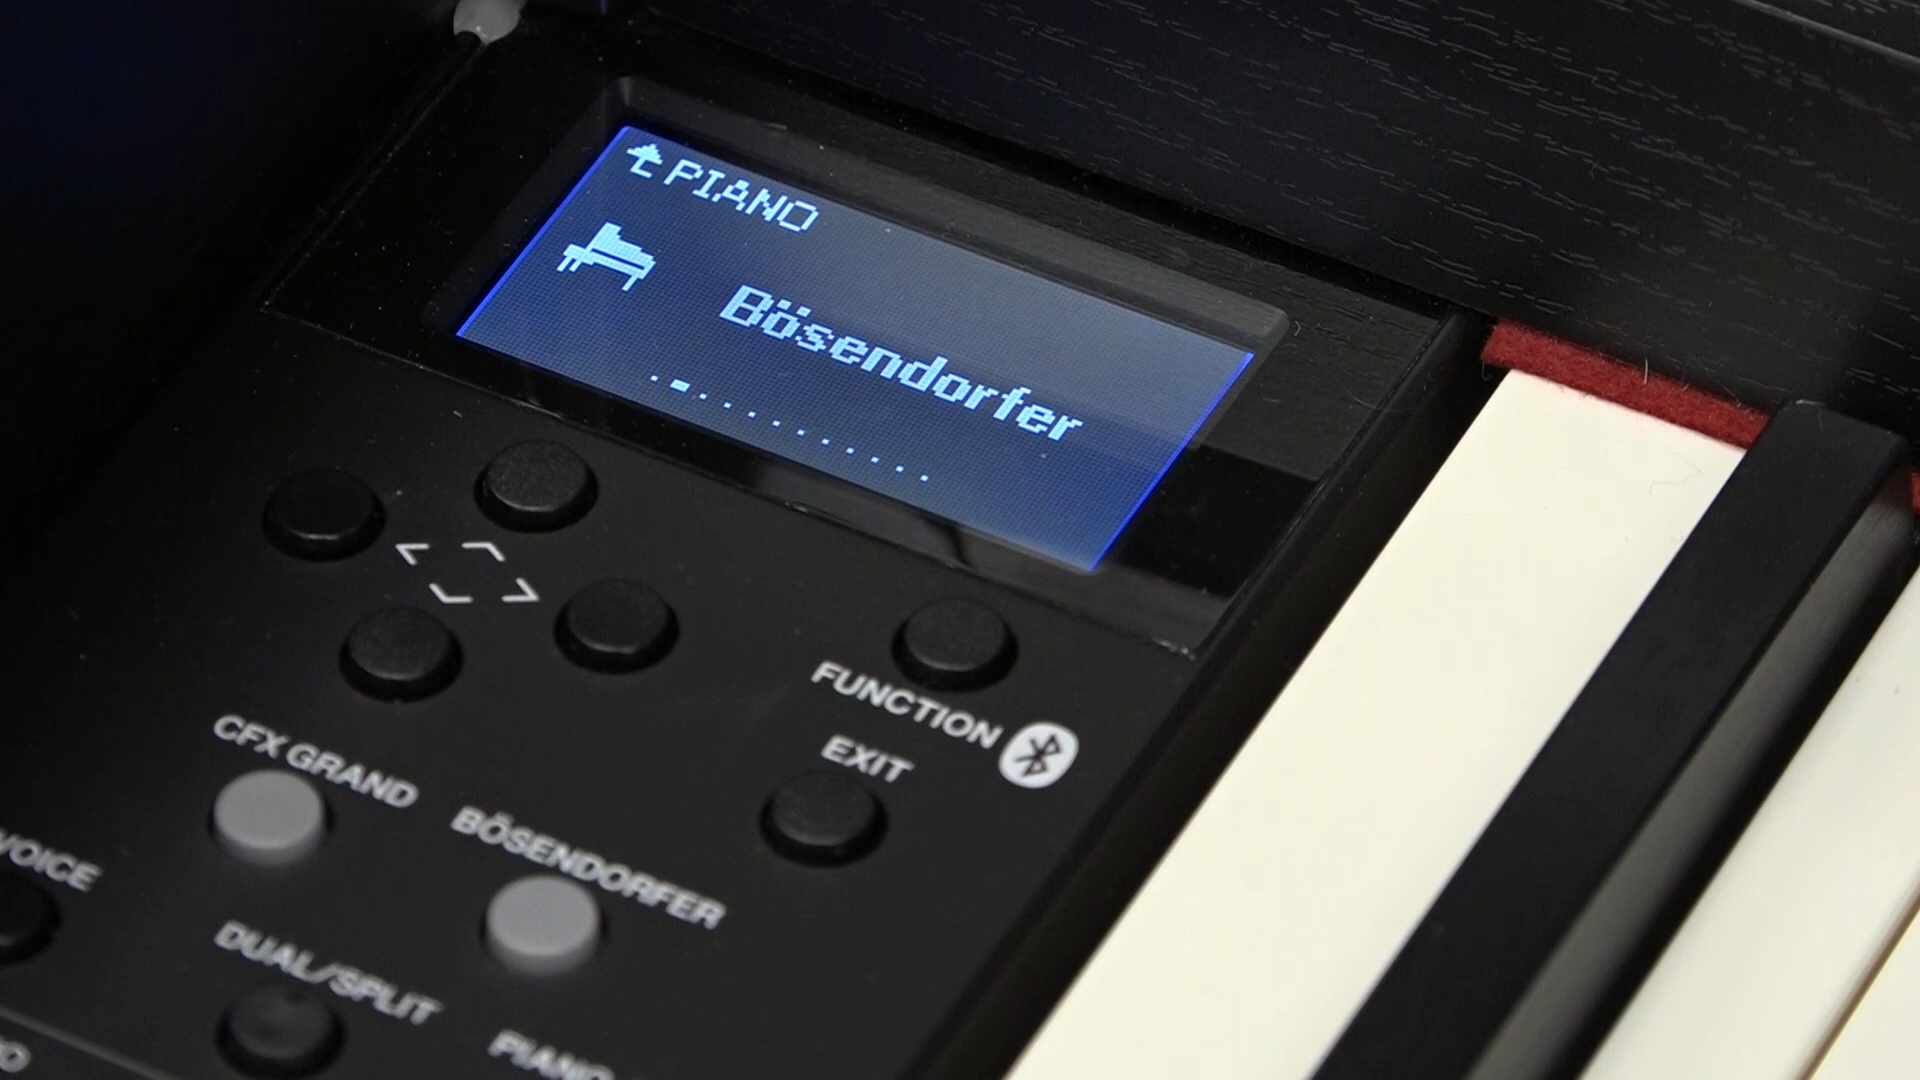 PIANO
Bösendorfer
FUNCTION
EXIT
CFX GRAND
BÖSENDORFER
VOICE
DUAL/SPLIT
PIANO